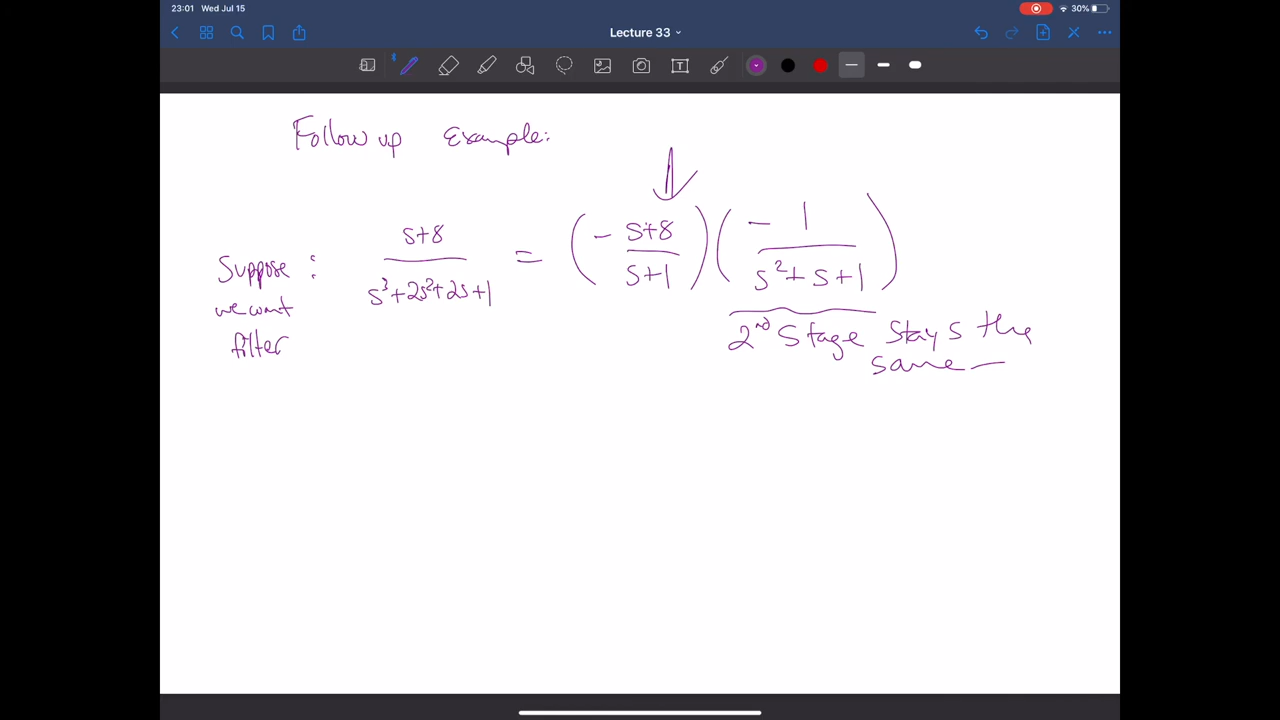 23:01 Wed Jul 15
30%
Lecture 33
Follow up Example:
Suppose :
we want
filter
s+8
s³+2s²+2s+1
=
(- s+8
s+1)
(- 1
s²+s+1)
2nd Stage stays the
same —